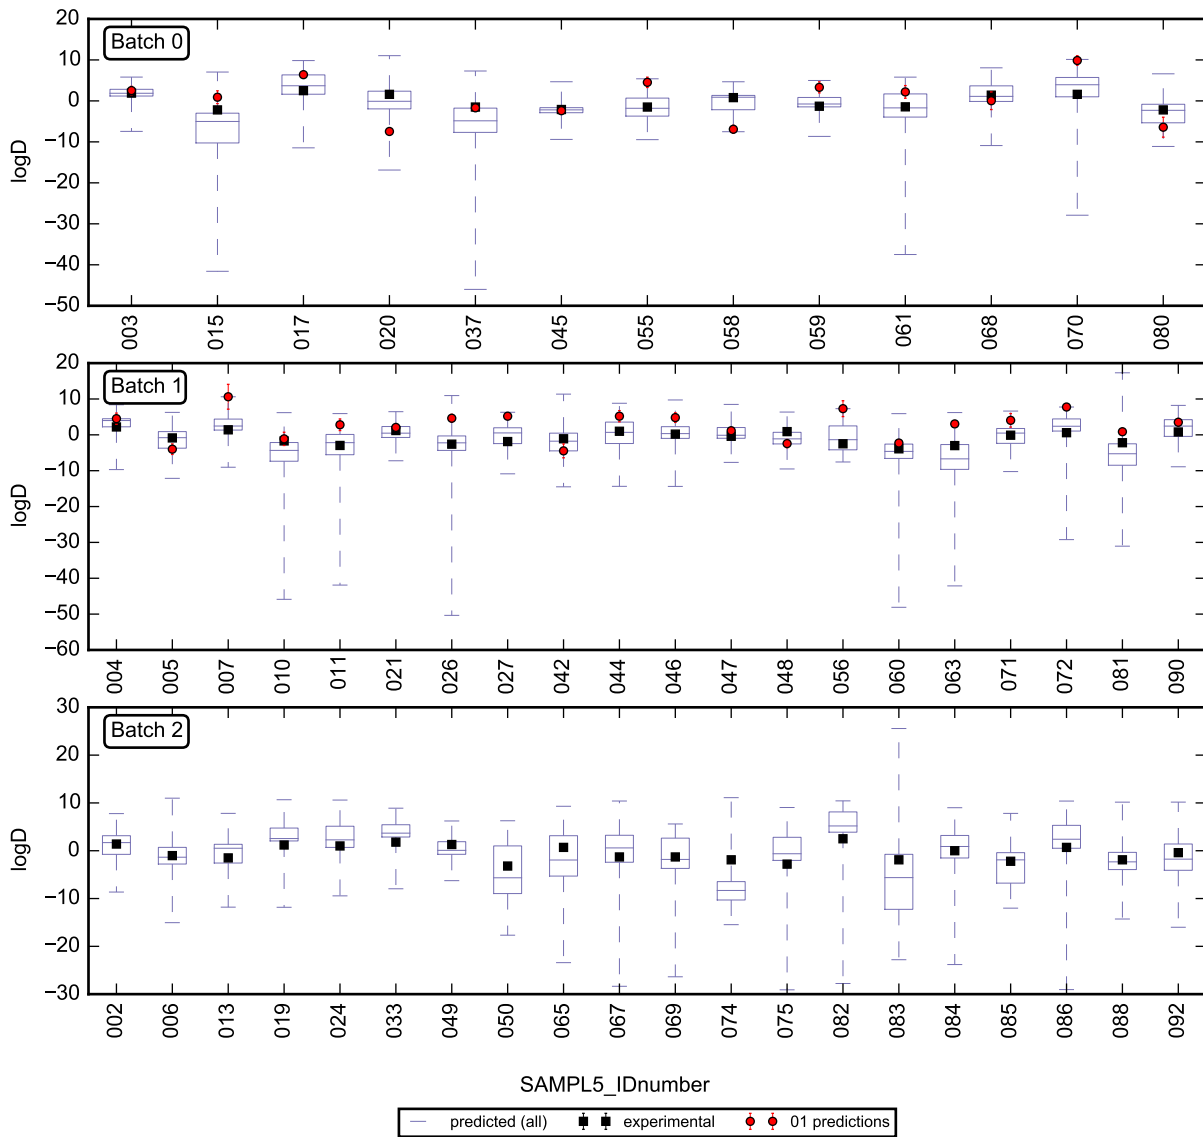 20
10
0
−10
−20
−30
−40
−50
logD
Batch 0
003 015 017 020 037 045 055 058 059 061 068 070 080
20
10
0
−10
−20
−30
−40
−50
−60
logD
Batch 1
004 005 007 010 011 021 026 027 042 044 046 047 048 056 060 063 071 072 081 090
30
20
10
0
−10
−20
−30
logD
Batch 2
002 006 013 019 024 033 049 050 065 067 069 074 075 082 083 084 085 086 088 092
SAMPL5_IDnumber
predicted (all) experimental 01 predictions